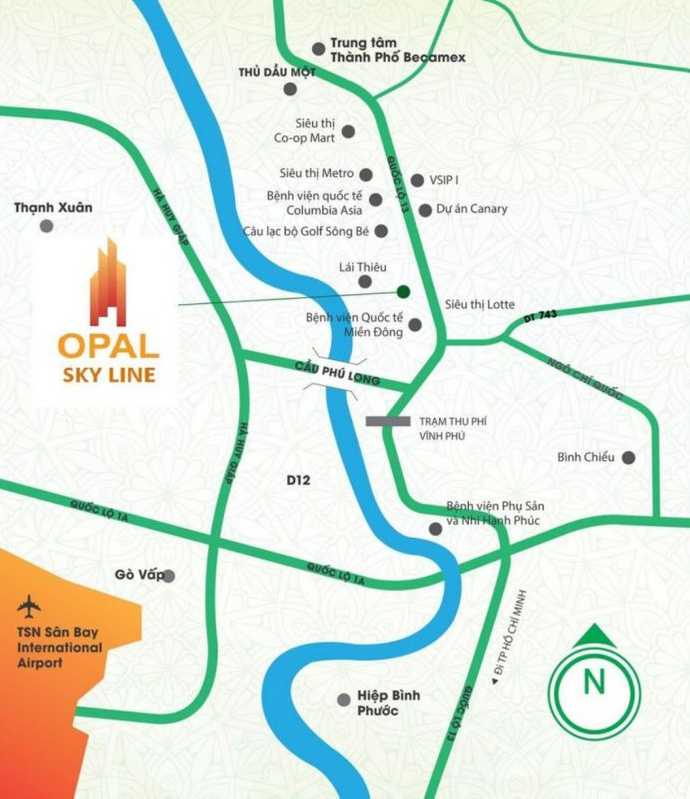 Trung tâm
Thành Phố Becamex
THỦ DẦU MỘT
Siêu thị
Co-op Mart
QUỐC LỘ 13
Siêu thị Metro
VSIP I
Bệnh viện quốc tế
Columbia Asia
Dự án Canary
HÀ HUY GIÁP
Thạnh Xuân
Câu lạc bộ Golf Sông Bé
Lái Thiêu
OPAL
SKY LINE
Siêu thị Lotte
Bệnh viện Quốc tế
Miền Đông
DT 743
CẦU PHÚ LONG
NGÔ CHÍ QUỐC
TRẠM THU PHÍ
VĨNH PHÚ
HÀ HUY GIÁP
Bình Chiểu
D12
QUỐC LỘ 1A
Bệnh viện Phụ Sản
và Nhi Hạnh Phúc
Gò Vấp
QUỐC LỘ 1A
TSN Sân Bay
International
Airport
Đi TP HỒ CHÍ MINH
N
Hiệp Bình
Phước
QUỐC LỘ 13